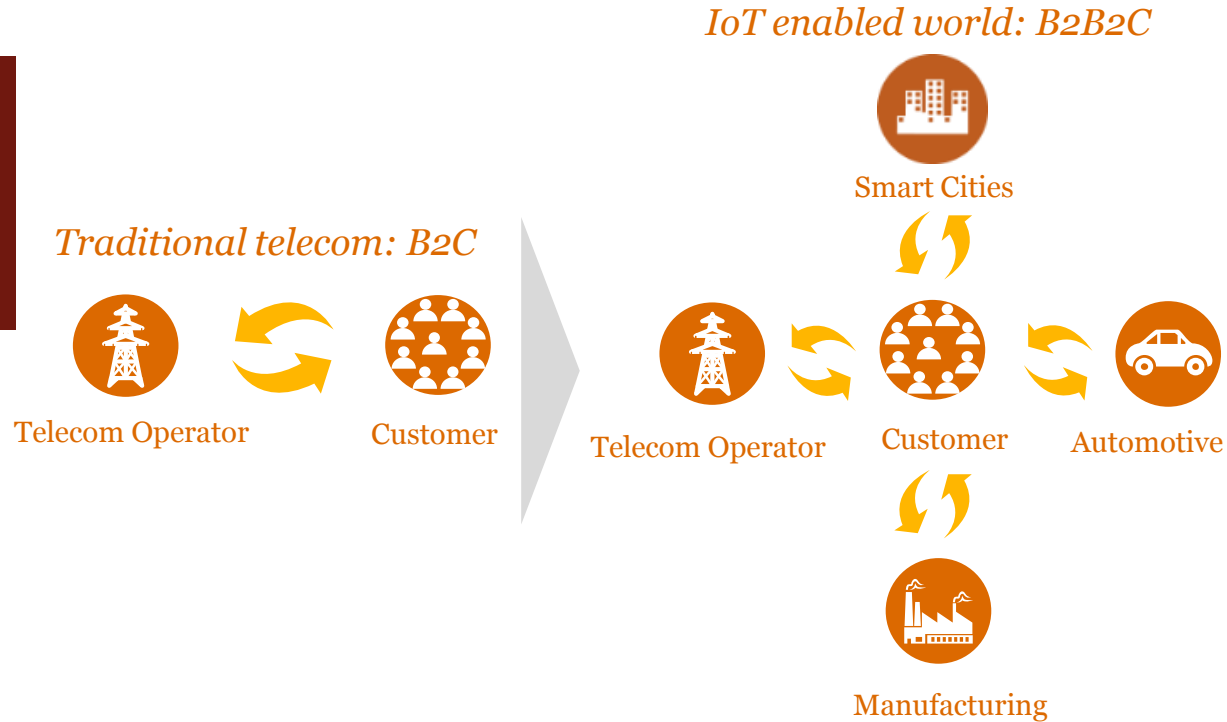 Traditional telecom: B2C
Telecom Operator
Customer
IoT enabled world: B2B2C
Smart Cities
Telecom Operator
Customer
Automotive
Manufacturing